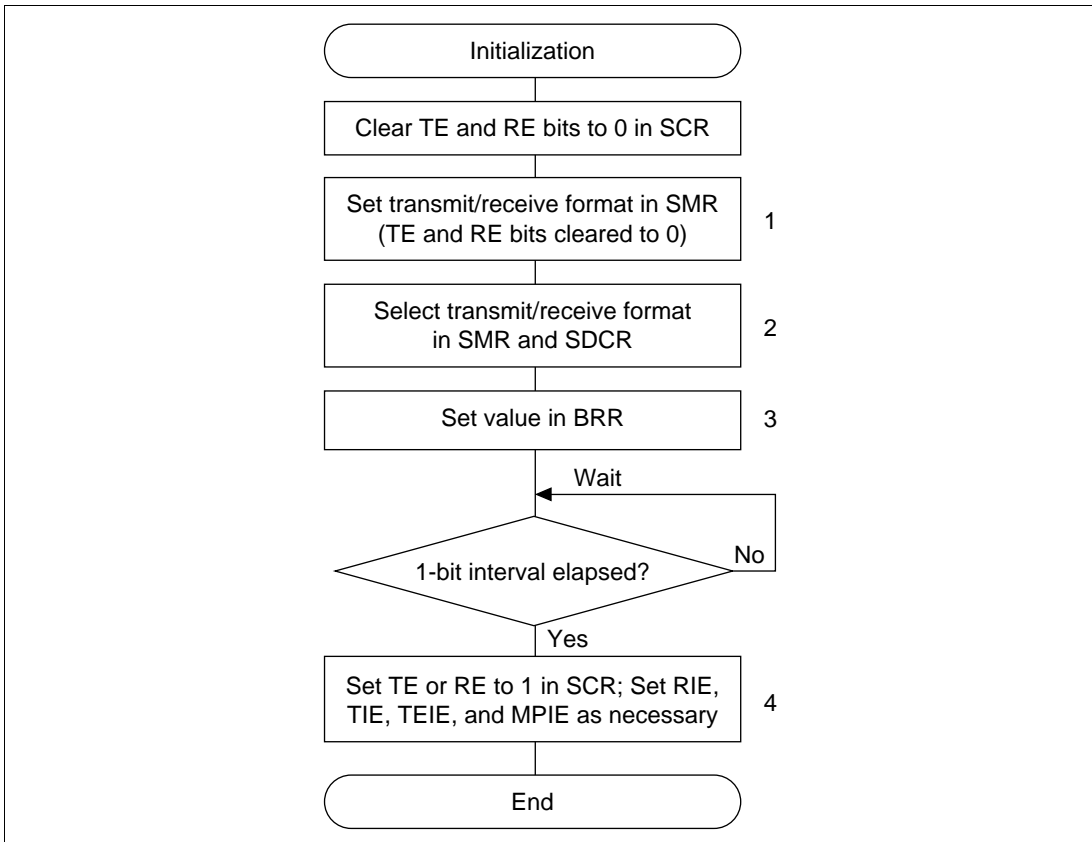 Initialization
Clear TE and RE bits to 0 in SCR
Set transmit/receive format in SMR
(TE and RE bits cleared to 0)
1
Select transmit/receive format
in SMR and SDCR
2
Set value in BRR
3
Wait
1-bit interval elapsed?
No
Yes
Set TE or RE to 1 in SCR; Set RIE,
TIE, TEIE, and MPIE as necessary
4
End